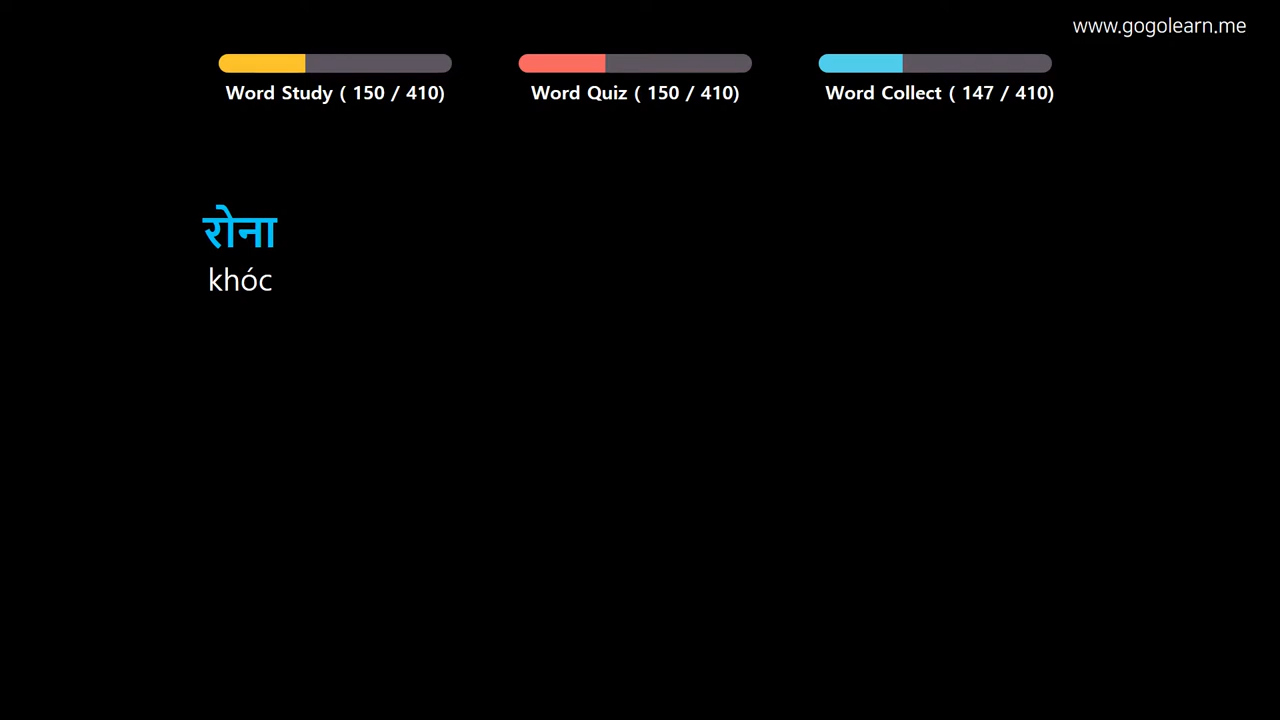 www.gogolearn.me
Word Study ( 150 / 410)
Word Quiz ( 150 / 410)
Word Collect ( 147 / 410)
रोना
khóc